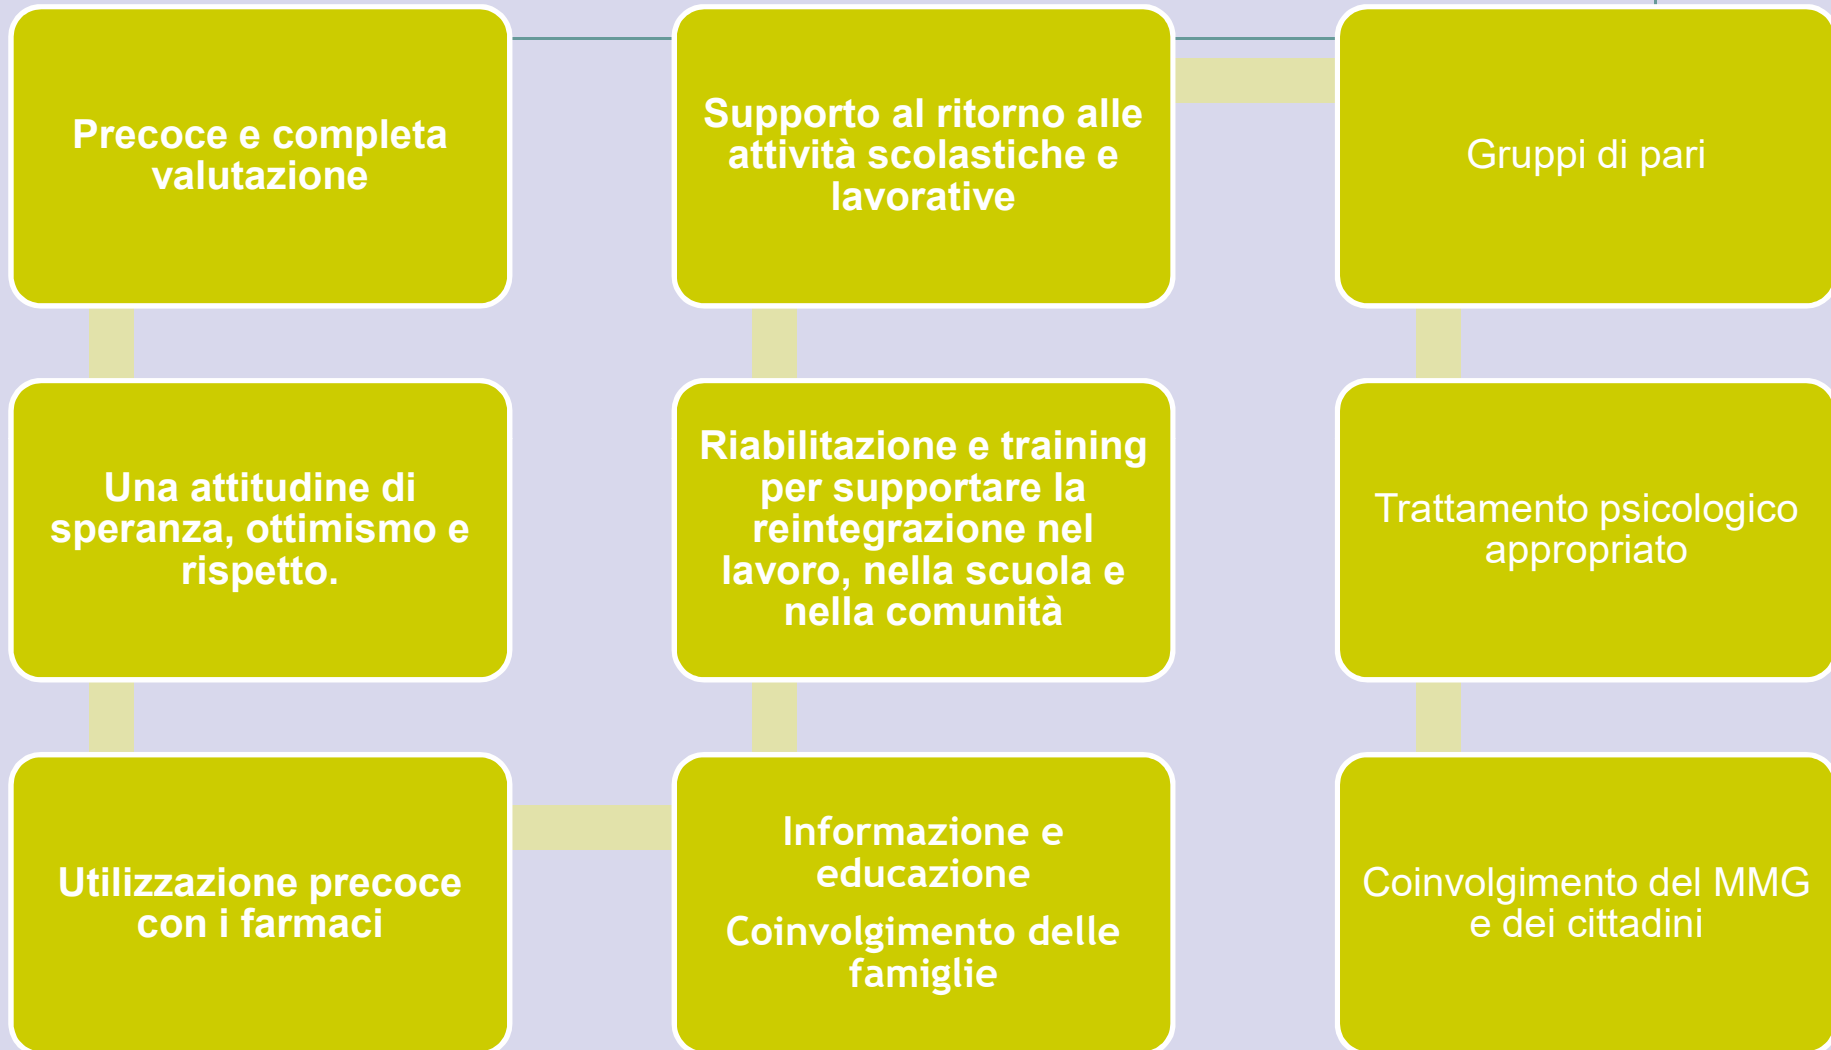 Precoce e completa
valutazione
Una attitudine di
speranza, ottimismo e
rispetto.
Utilizzazione precoce
con i farmaci
Informazione e
educazione
Coinvolgimento delle
famiglie
Riabilitazione e training
per supportare la
reintegrazione nel
lavoro, nella scuola e
nella comunità
Supporto al ritorno alle
attività scolastiche e
lavorative
Gruppi di pari
Trattamento psicologico
appropriato
Coinvolgimento del MMG
e dei cittadini